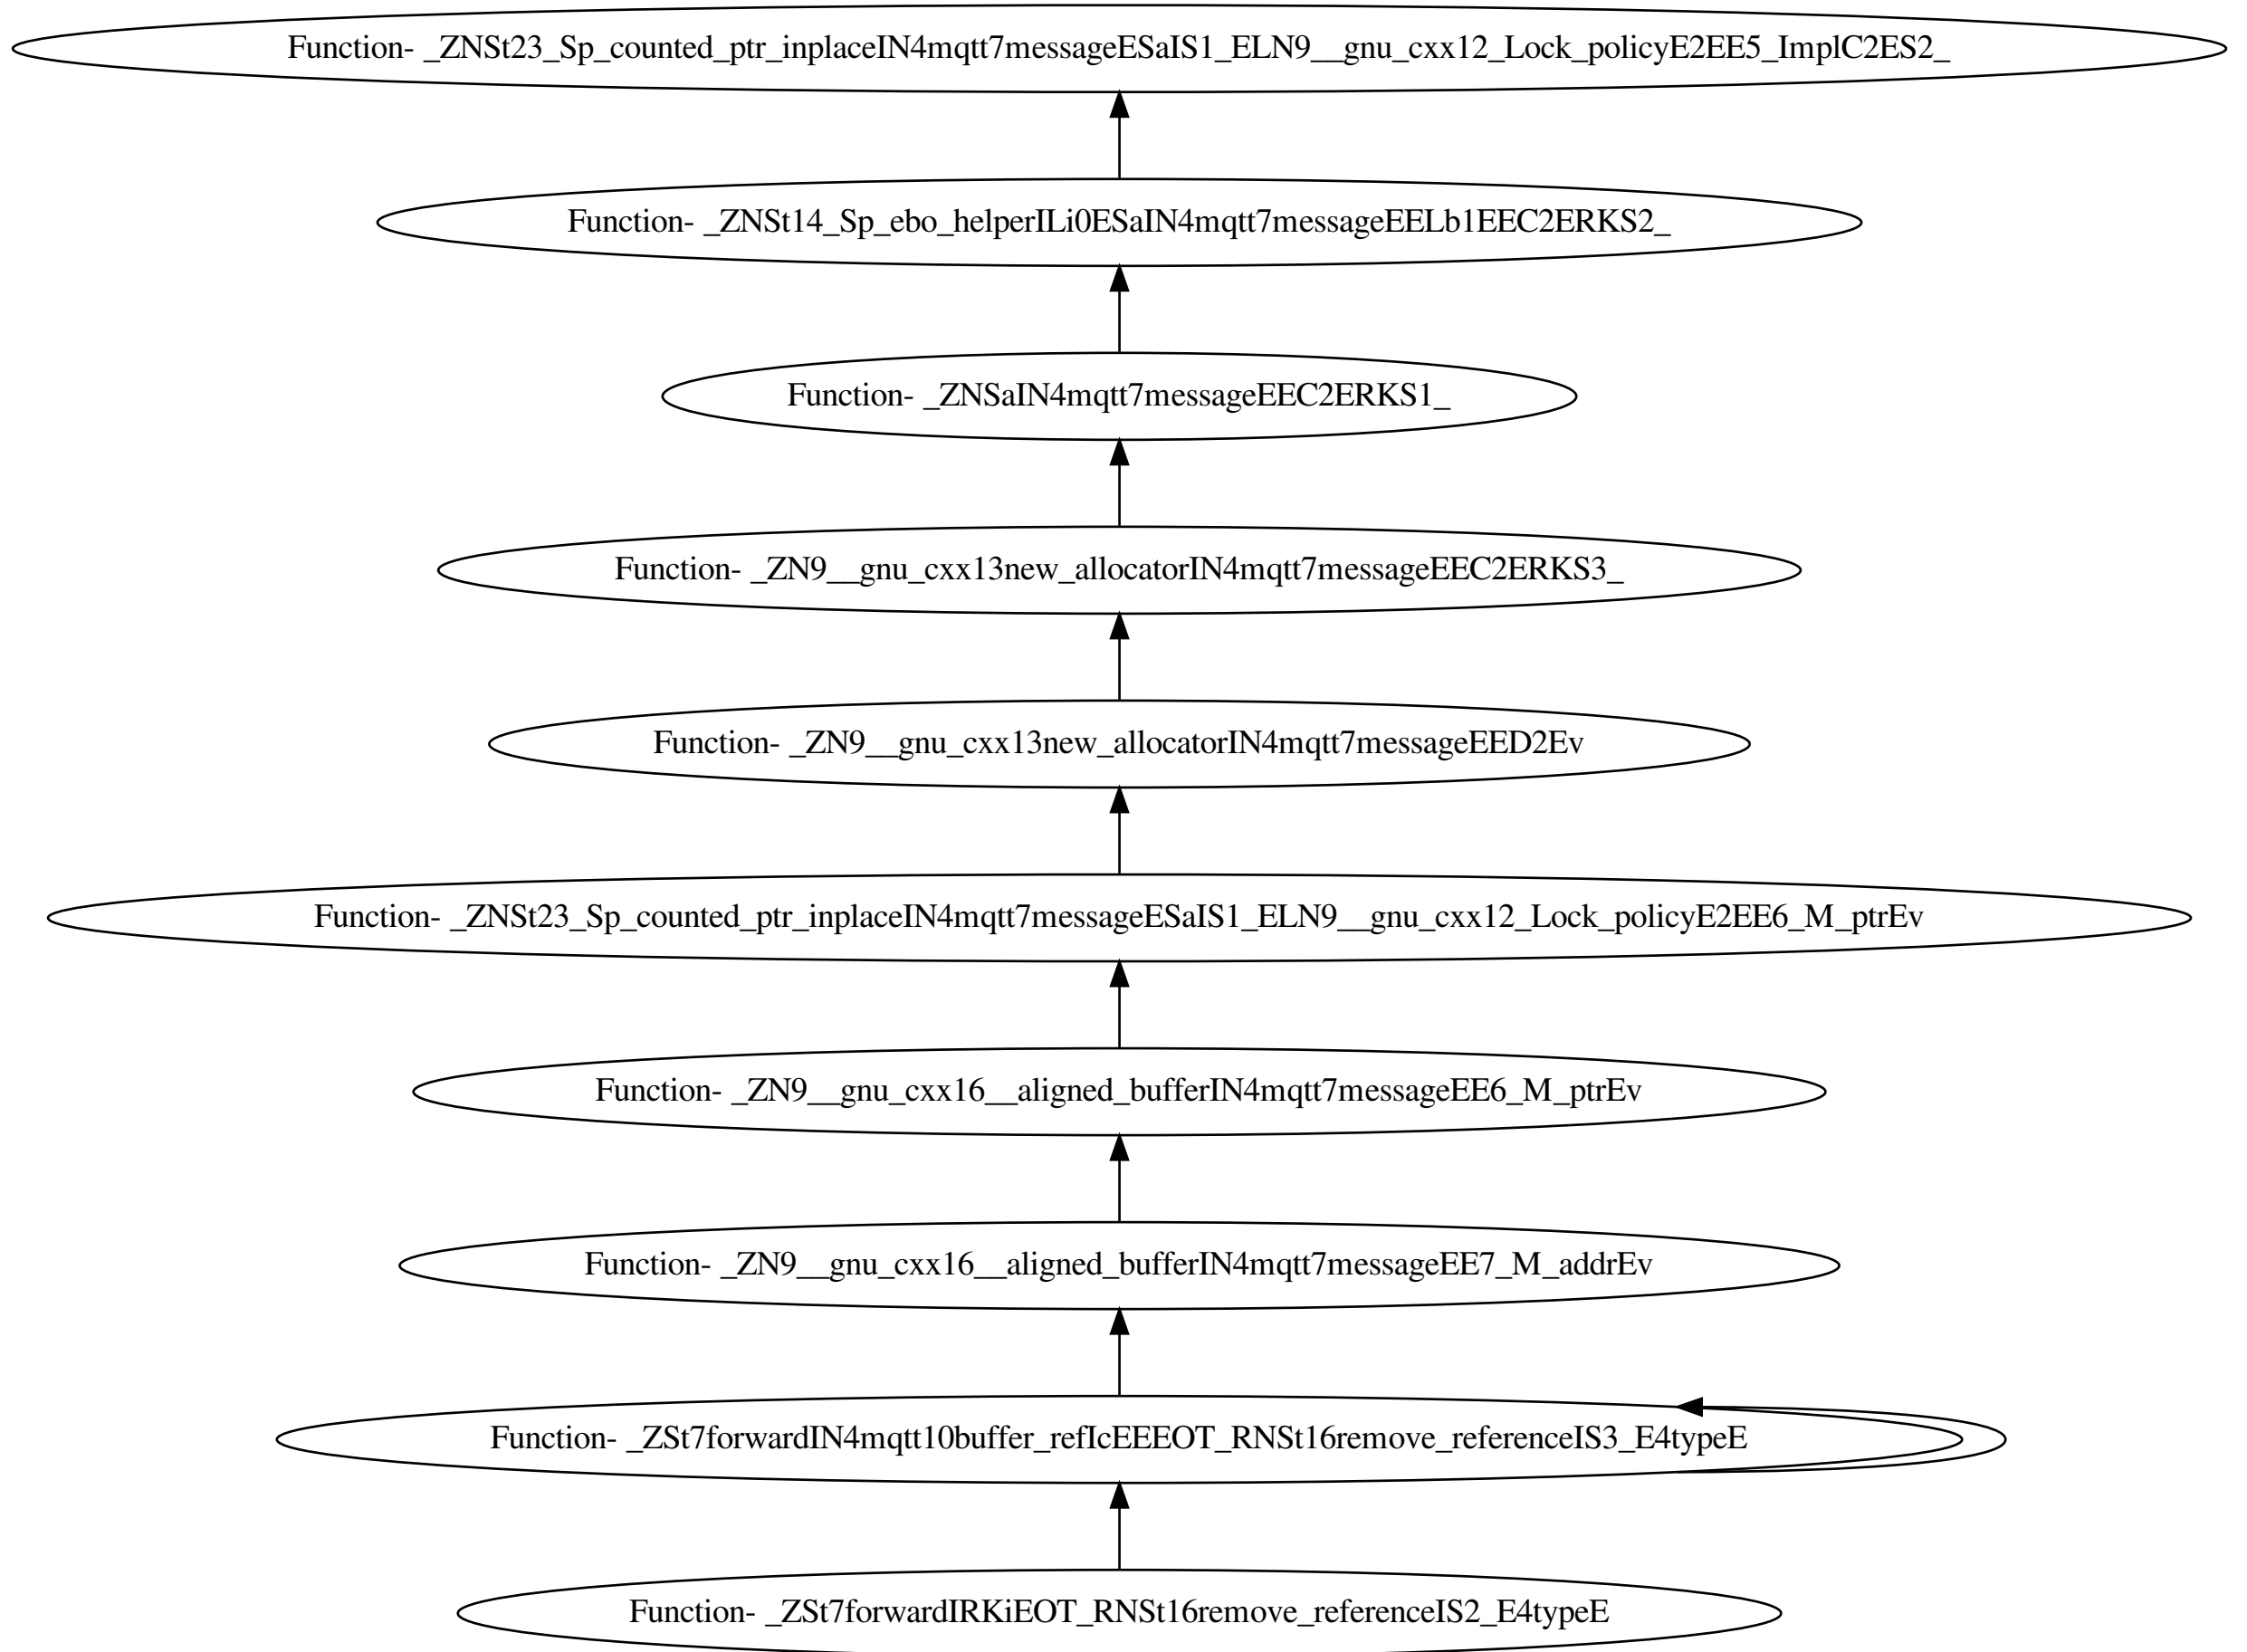 Function- _ZNSt23_Sp_counted_ptr_inplaceIN4mqtt7messageESaIS1_ELN9__gnu_cxx12_Lock_policyE2EE5_ImplC2ES2_
Function- _ZNSt14_Sp_ebo_helperILi0ESaIN4mqtt7messageEELb1EEC2ERKS2_
Function- _ZNSaIN4mqtt7messageEEC2ERKS1_
Function- _ZN9__gnu_cxx13new_allocatorIN4mqtt7messageEEC2ERKS3_
Function- _ZN9__gnu_cxx13new_allocatorIN4mqtt7messageEED2Ev
Function- _ZNSt23_Sp_counted_ptr_inplaceIN4mqtt7messageESaIS1_ELN9__gnu_cxx12_Lock_policyE2EE6_M_ptrEv
Function- _ZN9__gnu_cxx16__aligned_bufferIN4mqtt7messageEE6_M_ptrEv
Function- _ZN9__gnu_cxx16__aligned_bufferIN4mqtt7messageEE7_M_addrEv
Function- _ZSt7forwardIN4mqtt10buffer_refIcEEEOT_RNSt16remove_referenceIS3_E4typeE
Function- _ZSt7forwardIRKiEOT_RNSt16remove_referenceIS2_E4typeE